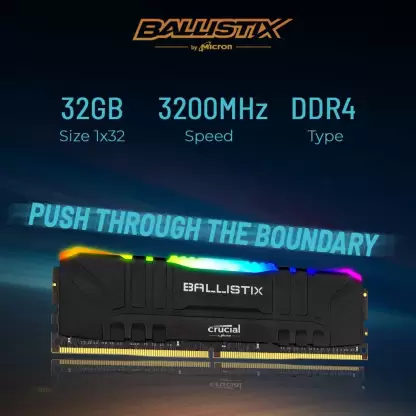 BALLISTIX
by Micron
32GB 3200MHz DDR4
Size 1x32 Speed Type
PUSH THROUGH THE BOUNDARY
BALLISTIX
crucial